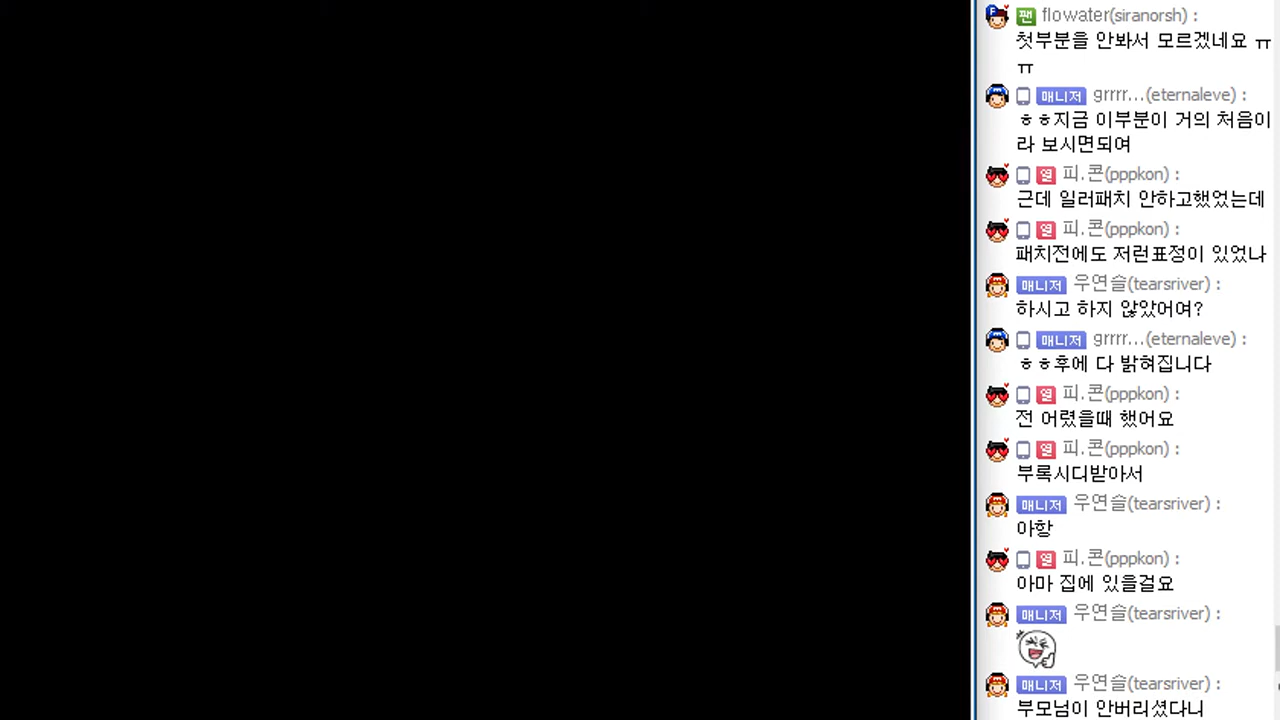 팬 flowater(siranorsh) :
첫부분을 안봐서 모르겠네요 ㅠ
ㅠ
매니저 grrrr...(eternaleve) :
ㅎㅎ지금 이부분이 거의 처음이
라 보시면되여
열 피.콘(pppkon) :
근데 일러패치 안하고했었는데
열 피.콘(pppkon) :
패치전에도 저런표정이 있었나
매니저 우연슬(tearsriver) :
하시고 하지 않았어여?
매니저 grrrr...(eternaleve) :
ㅎㅎ후에 다 밝혀집니다
열 피.콘(pppkon) :
전 어렸을때 했어요
열 피.콘(pppkon) :
부록시디받아서
매니저 우연슬(tearsriver) :
아항
열 피.콘(pppkon) :
아마 집에 있을걸요
매니저 우연슬(tearsriver) :
매니저 우연슬(tearsriver) :
부모님이 안버리셨다니